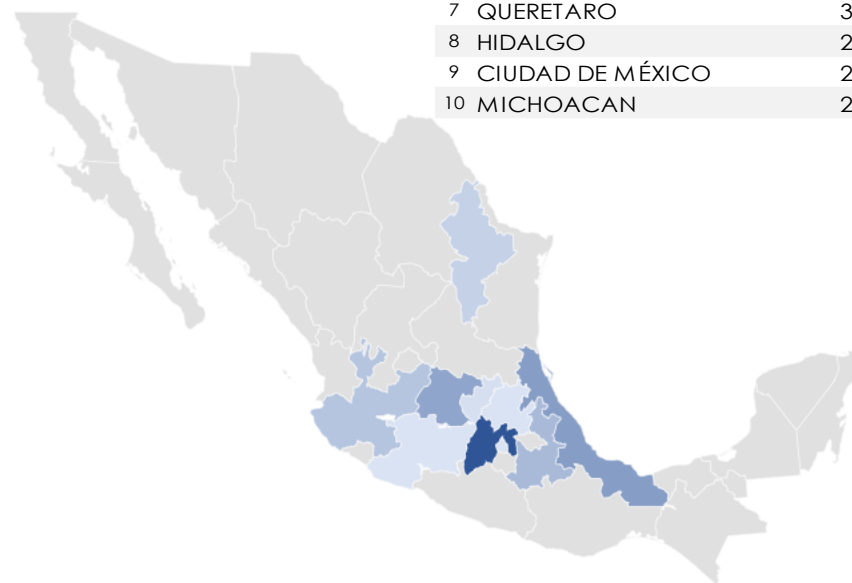 7 QUERETARO 3
8 HIDALGO 2
9 CIUDAD DE MÉXICO 2
10 MICHOACAN 2